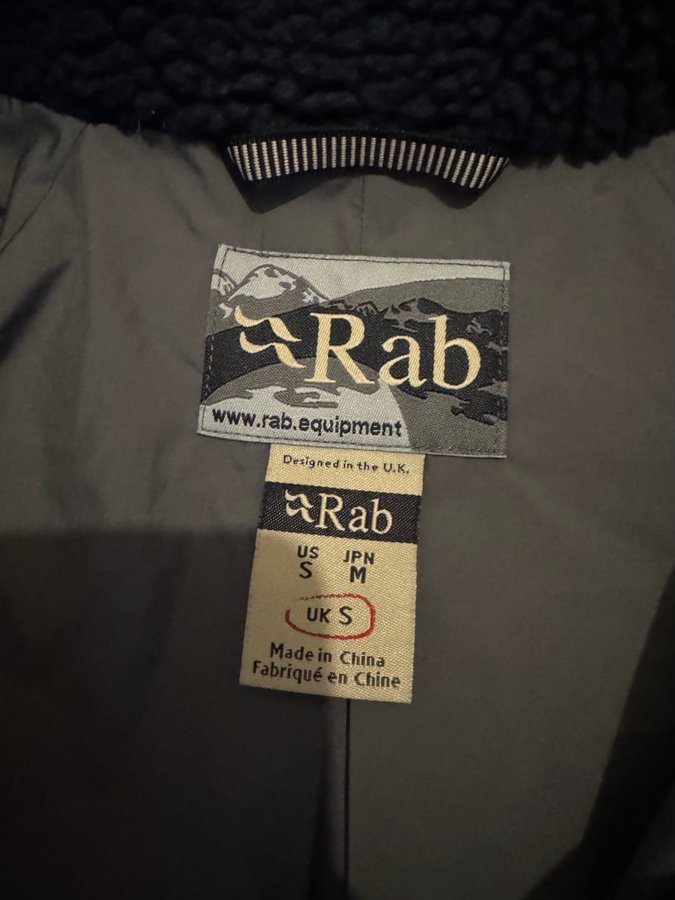 Rab
www.rab.equipment
Designed in the U.K.
Rab
US JPN
S M
UK S
Made in China
Fabriqué en Chine